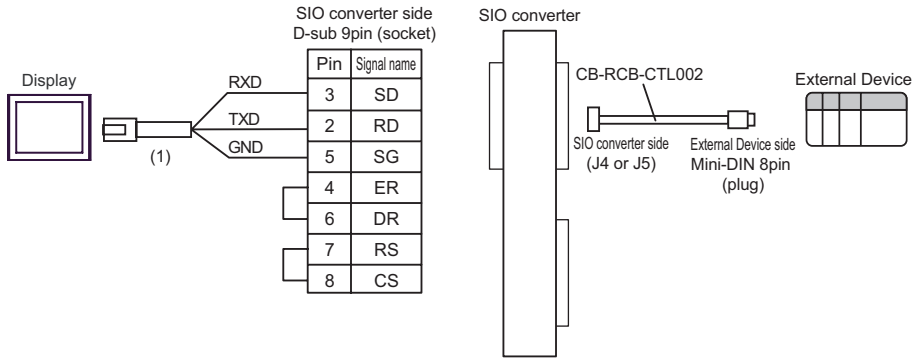 SIO converter side
D-sub 9pin (socket)
SIO converter
Display
RXD
TXD
GND
(1)
Pin Signal name
3 SD
2 RD
5 SG
4 ER
6 DR
7 RS
8 CS
CB-RCB-CTL002
SIO converter side
(J4 or J5)
External Device side
Mini-DIN 8pin
(plug)
External Device